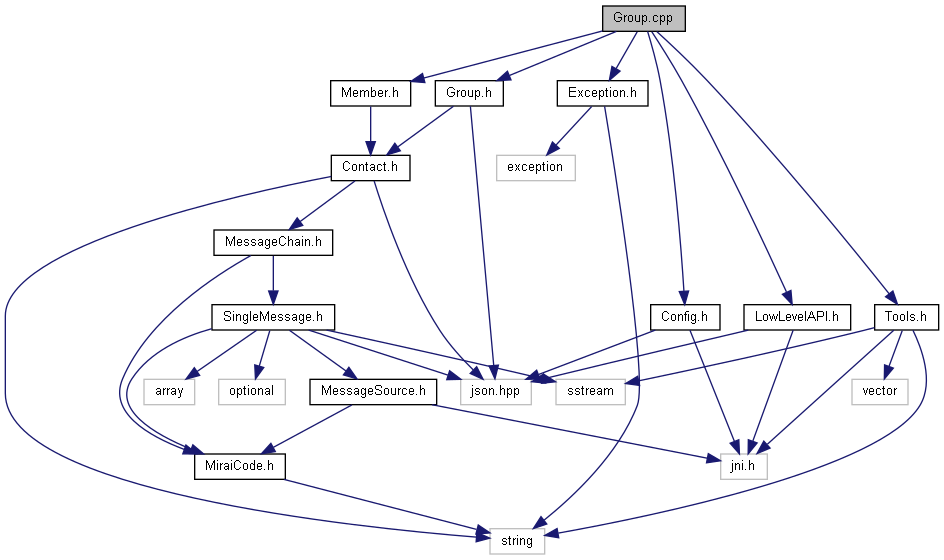 Group.cpp
Member.h
Group.h
Exception.h
exception
Contact.h
MessageChain.h
SingleMessage.h
Config.h
LowLevelAPI.h
Tools.h
array
optional
MessageSource.h
json.hpp
sstream
vector
MiraiCode.h
jni.h
string